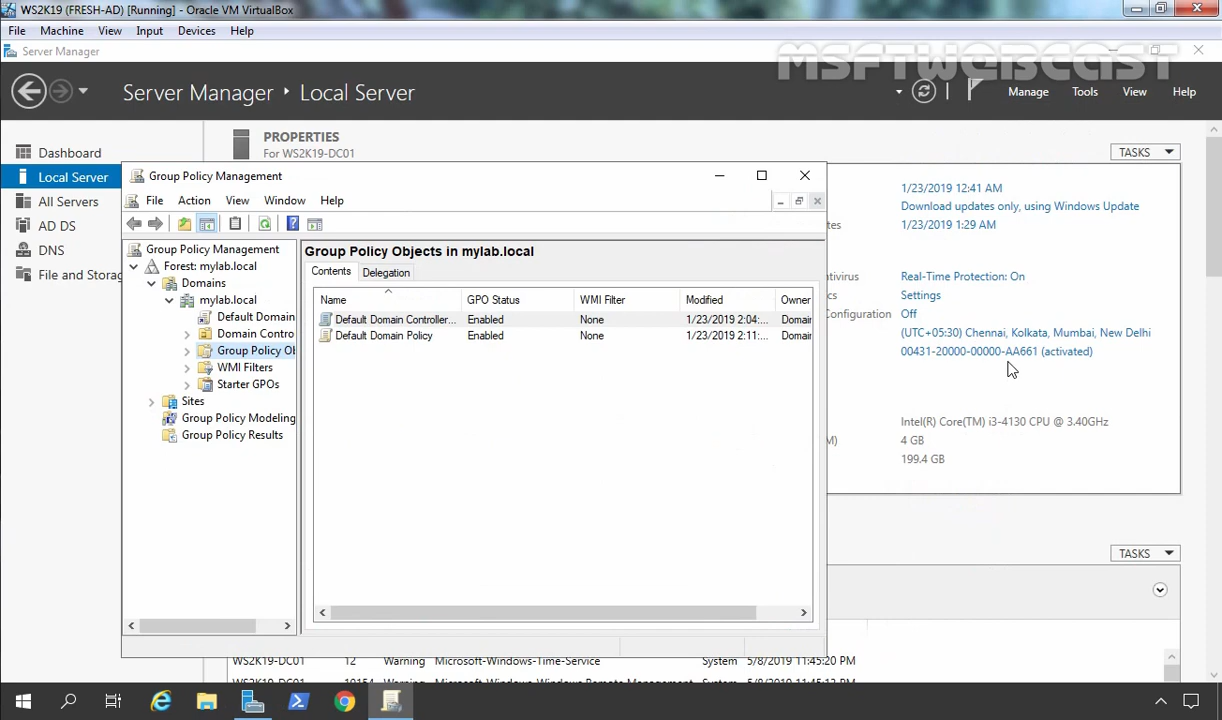 WS2K19 (FRESH-AD) [Running] - Oracle VM VirtualBox
File Machine View Input Devices Help
Server Manager
MSFTWEBCAST
Server Manager • Local Server
Manage Tools View Help
Dashboard
Local Server
All Servers
AD DS
DNS
File and Storag
PROPERTIES
For WS2K19-DC01
TASKS
Group Policy Management
File Action View Window Help
Group Policy Management
Forest: mylab.local
Domains
mylab.local
Default Domain
Domain Contro
Group Policy Ob
WMI Filters
Starter GPOs
Sites
Group Policy Modeling
Group Policy Results
Group Policy Objects in mylab.local
Contents Delegation
Name GPO Status WMI Filter Modified Owner
Default Domain Controller... Enabled None 1/23/2019 2:04:... Domain
Default Domain Policy Enabled None 1/23/2019 2:11:... Domain
1/23/2019 12:41 AM
Download updates only, using Windows Update
1/23/2019 1:29 AM
Real-Time Protection: On
Settings
Off
(UTC+05:30) Chennai, Kolkata, Mumbai, New Delhi
00431-20000-00000-AA661 (activated)
Intel(R) Core(TM) i3-4130 CPU @ 3.40GHz
4 GB
199.4 GB
TASKS
WS2K19-DC01 12 Warning Microsoft-Windows-Time-Service System 5/8/2019 11:45:20 PM